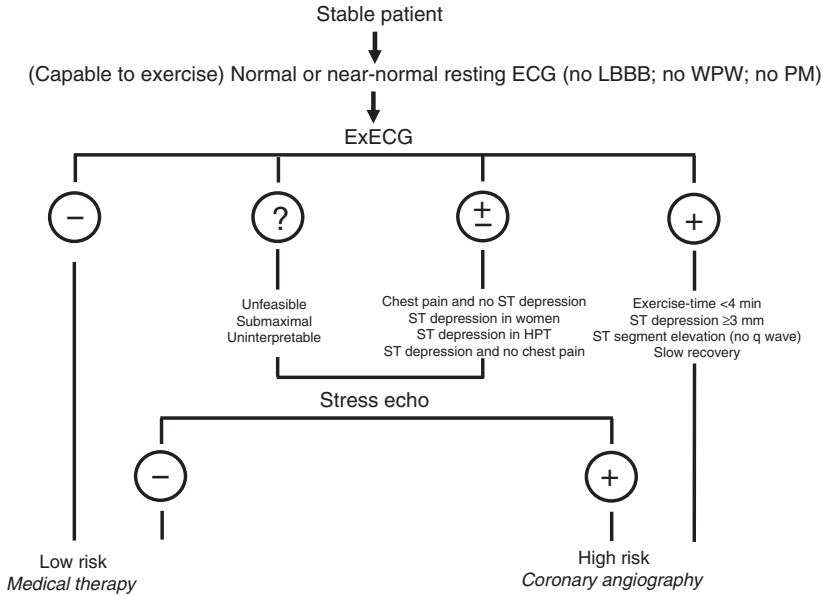 Stable patient
(Capable to exercise) Normal or near-normal resting ECG (no LBBB; no WPW; no PM)
ExECG
−
?
±
+
Unfeasible
Submaximal
Uninterpretable
Chest pain and no ST depression
ST depression in women
ST depression in HPT
ST depression and no chest pain
Exercise-time <4 min
ST depression ≥3 mm
ST segment elevation (no q wave)
Slow recovery
Stress echo
−
+
Low risk
Medical therapy
High risk
Coronary angiography